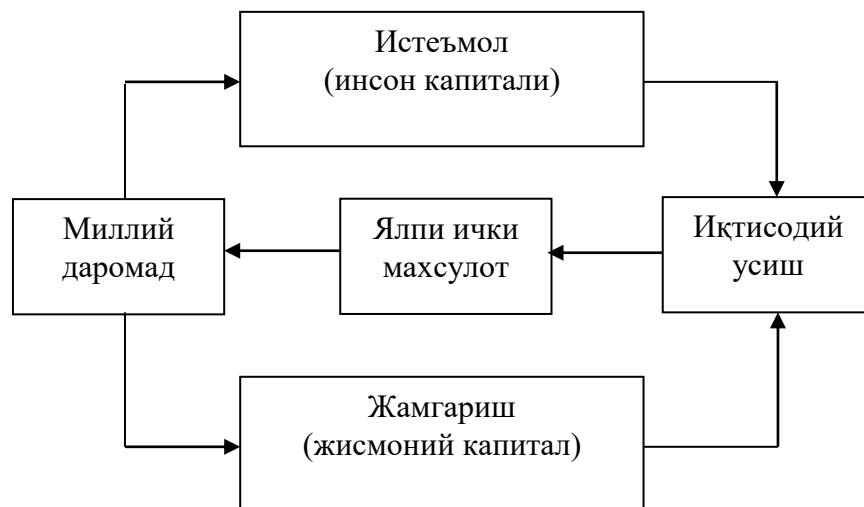 Истеъмол
(инсон капитали)
Миллий
даромад
Ялпи ички
махсулот
Иқтисодий
усиш
Жамгариш
(жисмоний капитал)